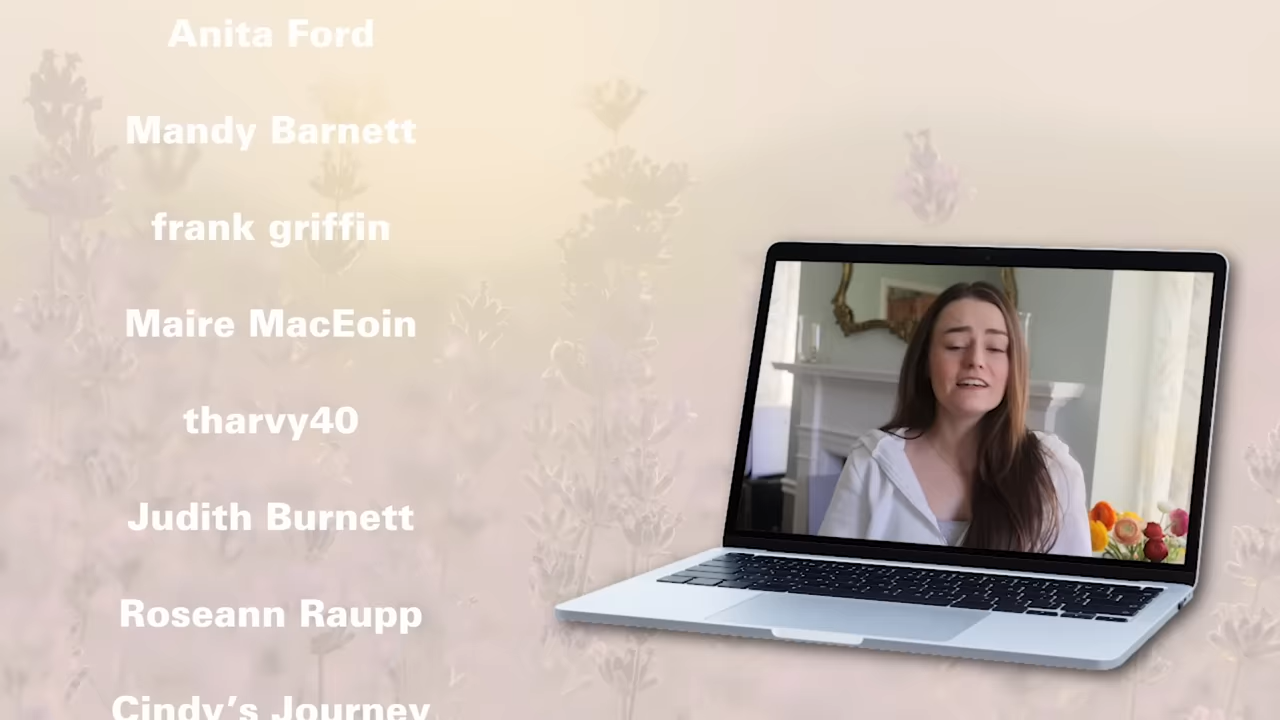 Anita Ford
Mandy Barnett
frank griffin
Maire MacEoin
tharvy40
Judith Burnett
Roseann Raupp
Cindy's Journey